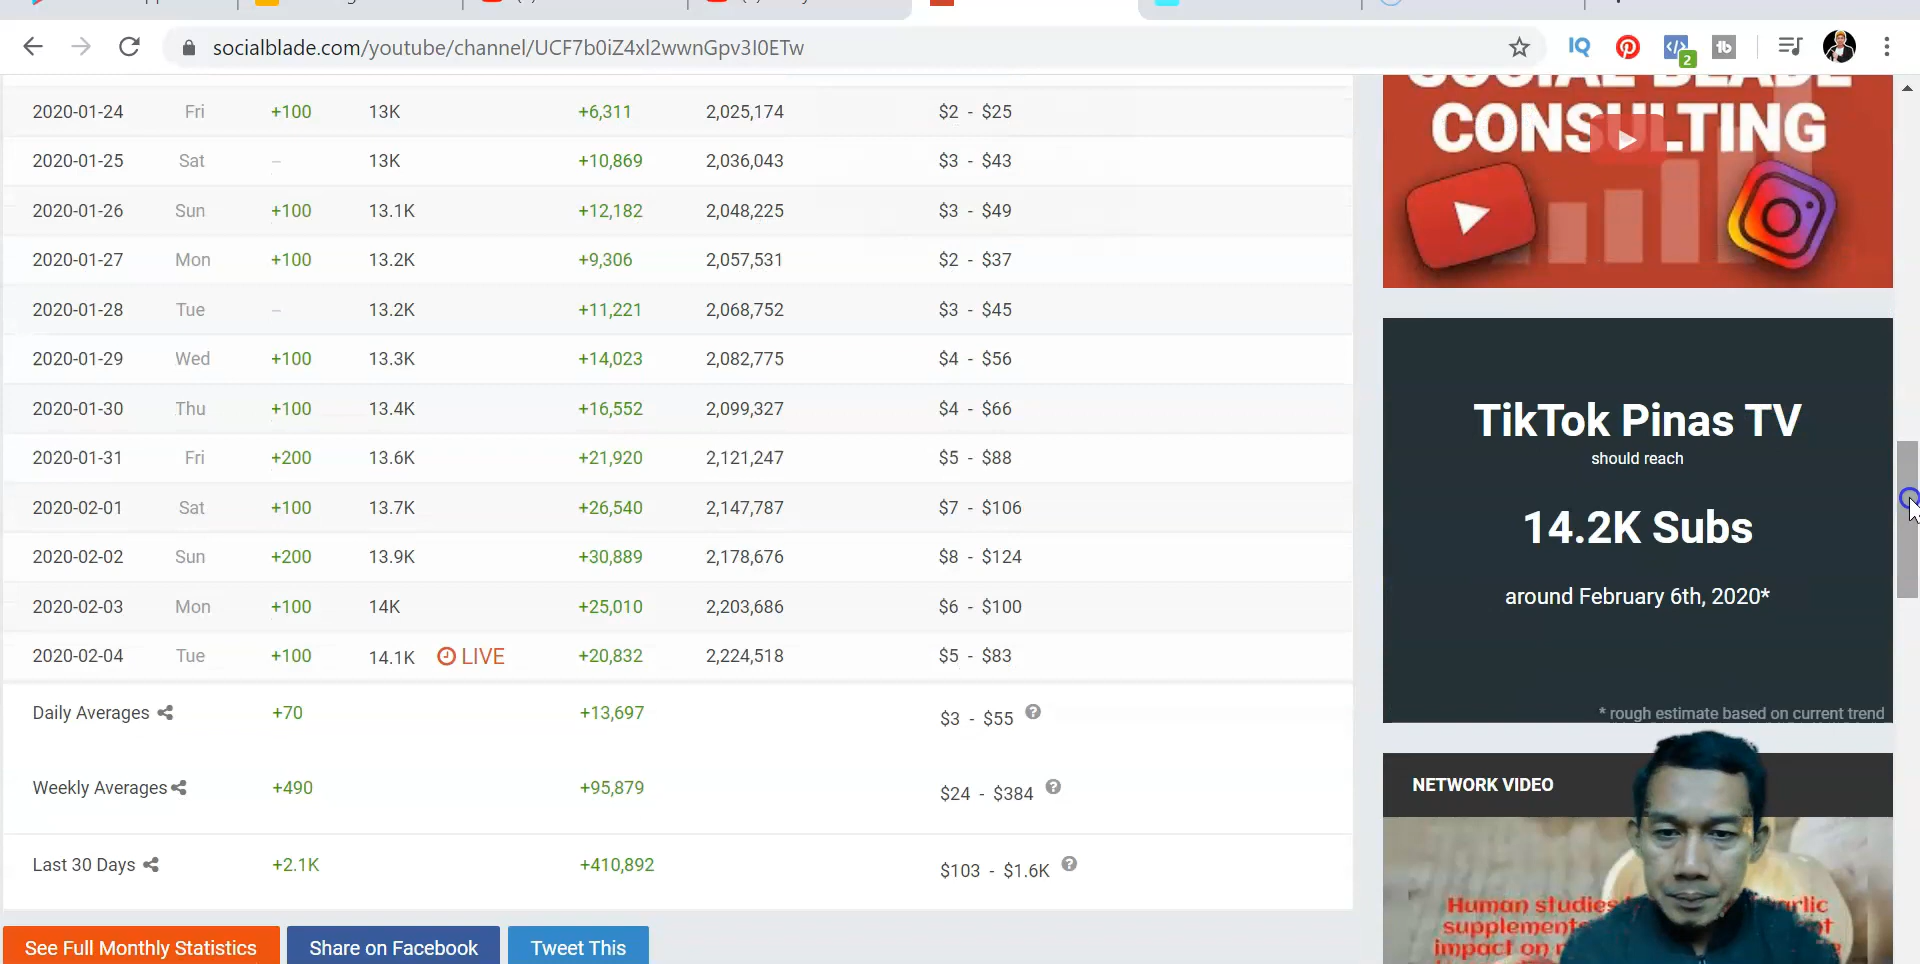 socialblade.com/youtube/channel/UCF7b0iZ4xl2wwnGpv3I0ETw
IQ
2
tb
2020-01-24 Fri +100 13K +6,311 2,025,174 $2 - $25
2020-01-25 Sat – 13K +10,869 2,036,043 $3 - $43
2020-01-26 Sun +100 13.1K +12,182 2,048,225 $3 - $49
2020-01-27 Mon +100 13.2K +9,306 2,057,531 $2 - $37
2020-01-28 Tue – 13.2K +11,221 2,068,752 $3 - $45
2020-01-29 Wed +100 13.3K +14,023 2,082,775 $4 - $56
2020-01-30 Thu +100 13.4K +16,552 2,099,327 $4 - $66
2020-01-31 Fri +200 13.6K +21,920 2,121,247 $5 - $88
2020-02-01 Sat +100 13.7K +26,540 2,147,787 $7 - $106
2020-02-02 Sun +200 13.9K +30,889 2,178,676 $8 - $124
2020-02-03 Mon +100 14K +25,010 2,203,686 $6 - $100
2020-02-04 Tue +100 14.1K LIVE +20,832 2,224,518 $5 - $83
Daily Averages +70 +13,697 $3 - $55
Weekly Averages +490 +95,879 $24 - $384
Last 30 Days +2.1K +410,892 $103 - $1.6K
See Full Monthly Statistics Share on Facebook Tweet This
SOCIAL BLADE
CONSULTING
TikTok Pinas TV
should reach
14.2K Subs
around February 6th, 2020*
* rough estimate based on current trend
NETWORK VIDEO
Human studies
supplements
impact on